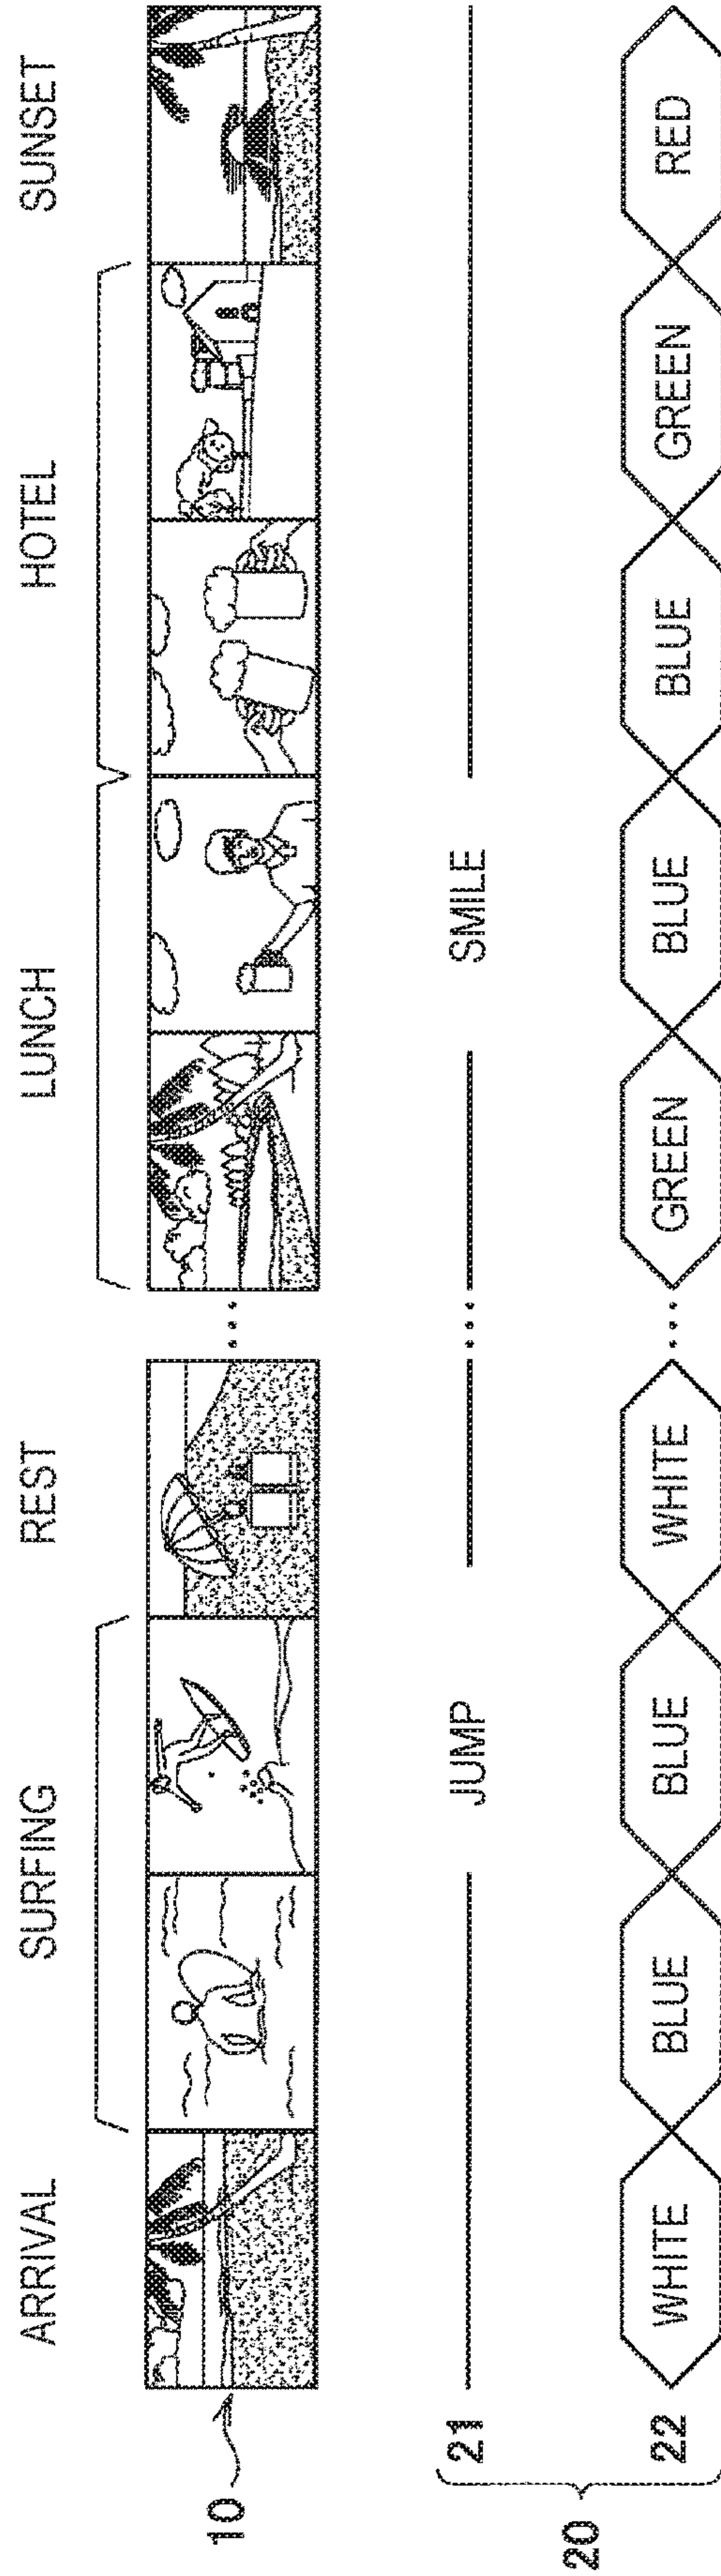 ARRIVAL SURFING REST LUNCH HOTEL SUNSET
10 ...
21 JUMP ... SMILE
20
22 WHITE BLUE BLUE WHITE ... GREEN BLUE BLUE GREEN RED